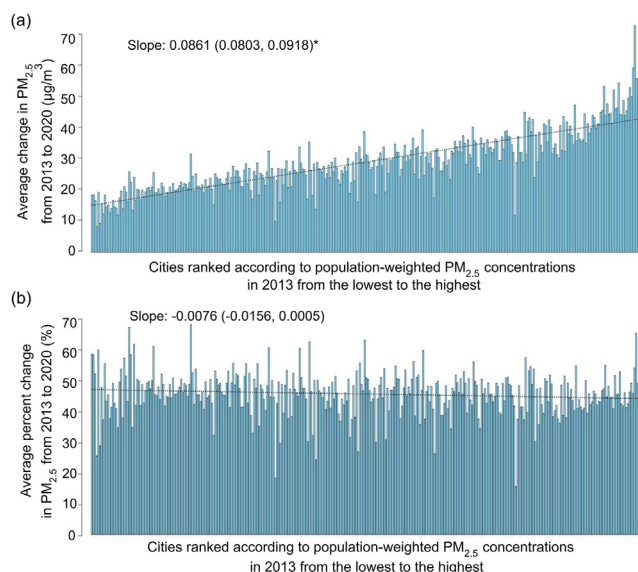 (a)
Average change in PM2.5
from 2013 to 2020 (μg/m3)
70
60
50
40
30
20
10
0
Slope: 0.0861 (0.0803, 0.0918)*
Cities ranked according to population-weighted PM2.5 concentrations
in 2013 from the lowest to the highest
(b)
Average percent change
in PM2.5 from 2013 to 2020 (%)
70
60
50
40
30
20
10
0
Slope: -0.0076 (-0.0156, 0.0005)
Cities ranked according to population-weighted PM2.5 concentrations
in 2013 from the lowest to the highest